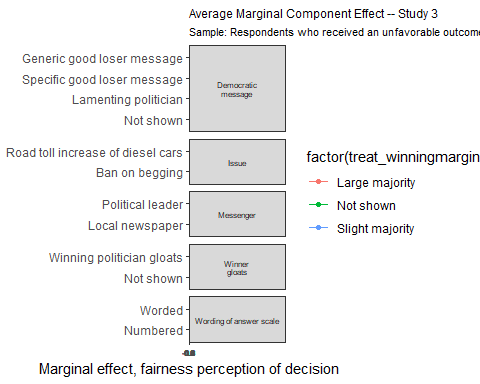 Average Marginal Component Effect -- Study 3
Sample: Respondents who received an unfavorable outcome
Generic good loser message
Specific good loser message
Lamenting politician
Not shown
Democratic
message
Road toll increase of diesel cars
Ban on begging
Issue
Political leader
Local newspaper
Messenger
Winning politician gloats
Not shown
Winner
gloats
Worded
Numbered
Wording of answer scale
Marginal effect, fairness perception of decision
factor(treat_winningmargin
Large majority
Not shown
Slight majority